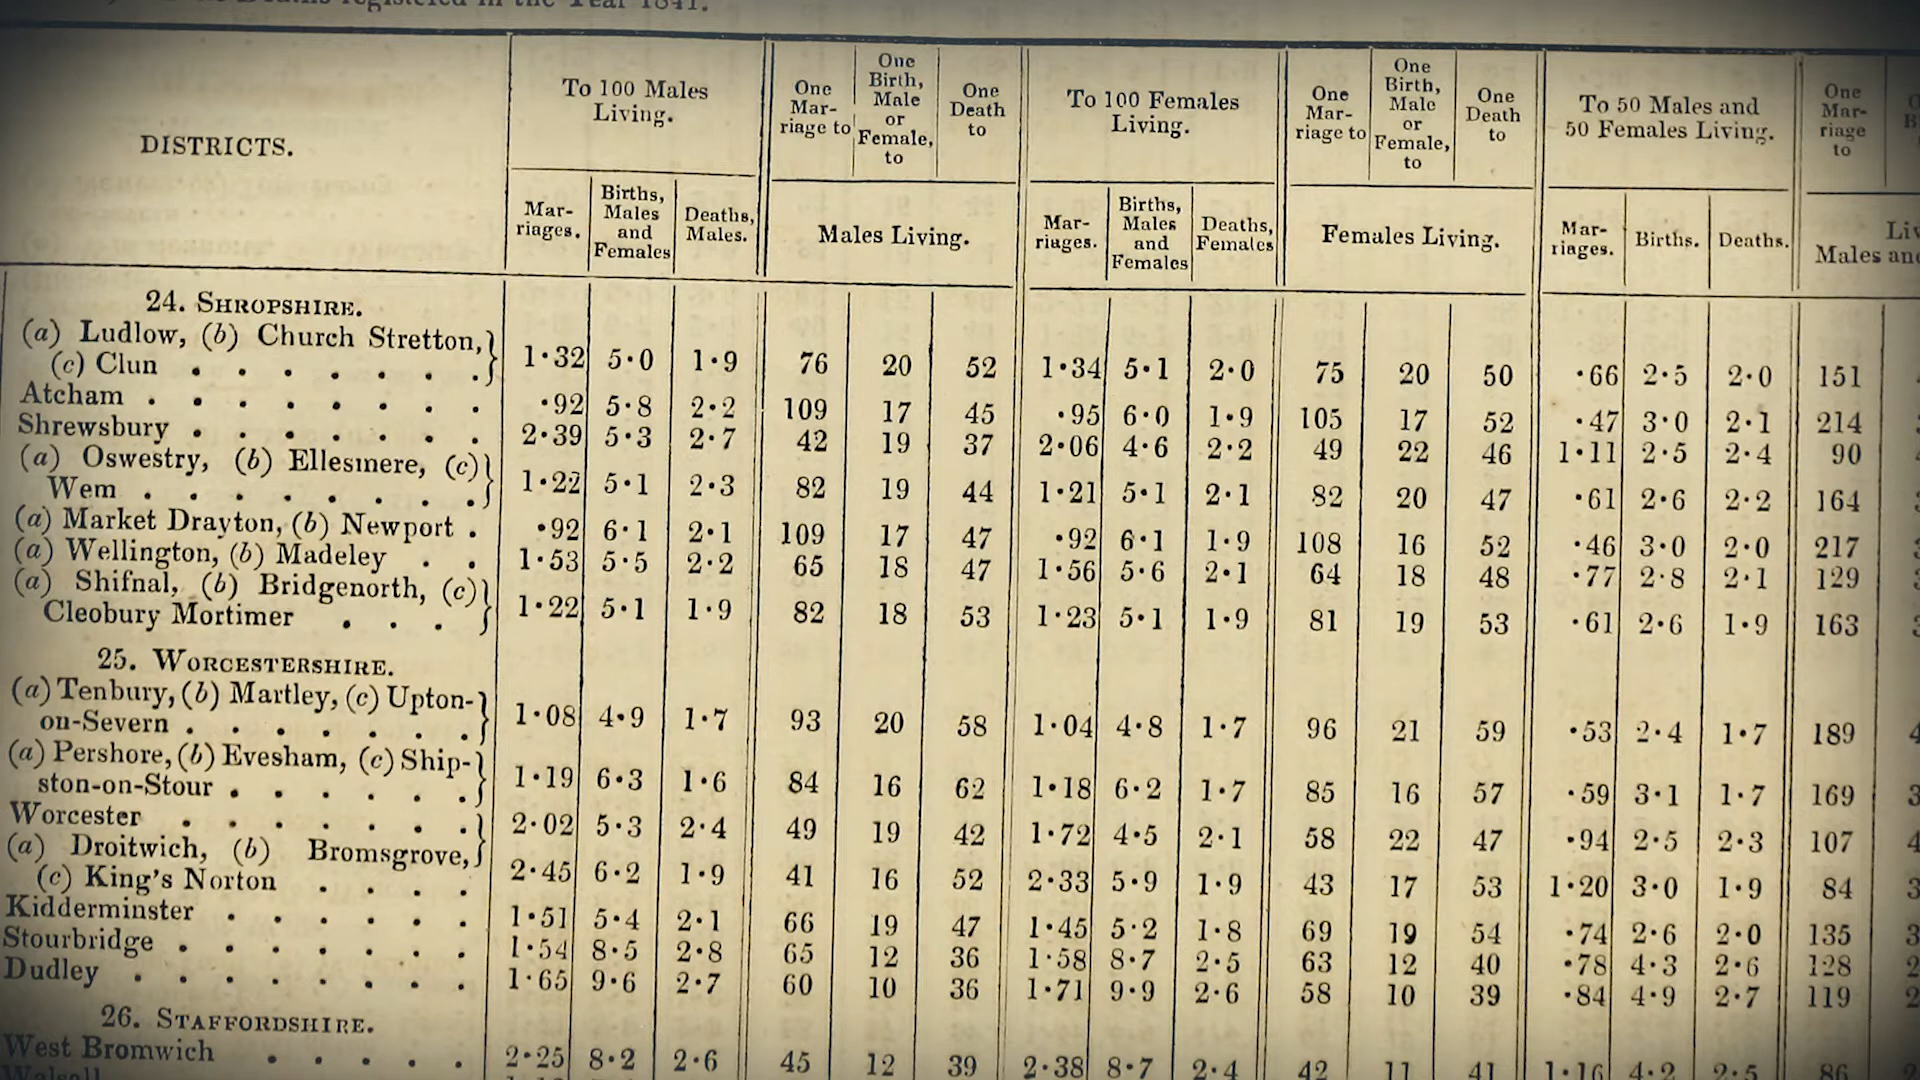 Deaths registered in the Year 1841.
DISTRICTS.
To 100 Males Living.
One Mar-riage to
One Birth, Male or Female, to
One Death to
To 100 Females Living.
One Mar-riage to
One Birth, Male or Female, to
One Death to
To 50 Males and 50 Females Living.
One Mar-riage to
Mar-riages.
Births, Males and Females
Deaths, Males.
Males Living.
Mar-riages.
Births, Males and Females
Deaths, Females
Females Living.
Mar-riages.
Births.
Deaths.
Males
24. SHROPSHIRE.
(a) Ludlow, (b) Church Stretton,
(c) Clun . . . . . . . 1·32 5·0 1·9 76 20 52 1·34 5·1 2·0 75 20 50 ·66 2·5 2·0 151
Atcham . . . . . . . . ·92 5·8 2·2 109 17 45 ·95 6·0 1·9 105 17 52 ·47 3·0 2·1 214
Shrewsbury . . . . . . . 2·39 5·3 2·7 42 19 37 2·06 4·6 2·2 49 22 46 1·11 2·5 2·4 90
(a) Oswestry, (b) Ellesmere, (c)
Wem . . . . . . . . 1·22 5·1 2·3 82 19 44 1·21 5·1 2·1 82 20 47 ·61 2·6 2·2 164
(a) Market Drayton, (b) Newport . ·92 6·1 2·1 109 17 47 ·92 6·1 1·9 108 16 52 ·46 3·0 2·0 217
(a) Wellington, (b) Madeley . . 1·53 5·5 2·2 65 18 47 1·56 5·6 2·1 64 18 48 ·77 2·8 2·1 129
(a) Shifnal, (b) Bridgenorth, (c)
Cleobury Mortimer . . . 1·22 5·1 1·9 82 18 53 1·23 5·1 1·9 81 19 53 ·61 2·6 1·9 163
25. WORCESTERSHIRE.
(a) Tenbury, (b) Martley, (c) Upton-
on-Severn . . . . . . . 1·08 4·9 1·7 93 20 58 1·04 4·8 1·7 96 21 59 ·53 2·4 1·7 189
(a) Pershore, (b) Evesham, (c) Ship-
ston-on-Stour . . . . . . 1·19 6·3 1·6 84 16 62 1·18 6·2 1·7 85 16 57 ·59 3·1 1·7 169
Worcester . . . . . . . 2·02 5·3 2·4 49 19 42 1·72 4·5 2·1 58 22 47 ·94 2·5 2·3 107
(a) Droitwich, (b) Bromsgrove,
(c) King's Norton . . . . 2·45 6·2 1·9 41 16 52 2·33 5·9 1·9 43 17 53 1·20 3·0 1·9 84
Kidderminster . . . . . . 1·51 5·4 2·1 66 19 47 1·45 5·2 1·8 69 19 54 ·74 2·6 2·0 135
Stourbridge . . . . . . . 1·54 8·5 2·8 65 12 36 1·58 8·7 2·5 63 12 40 ·78 4·3 2·6 128
Dudley . . . . . . . . 1·65 9·6 2·7 60 10 36 1·71 9·9 2·6 58 10 39 ·84 4·9 2·7 119
26. STAFFORDSHIRE.
West Bromwich . . . . . 2·25 8·2 2·6 45 12 39 2·38 8·7 2·4 42 11 41 1·16 4·2 2·5 86